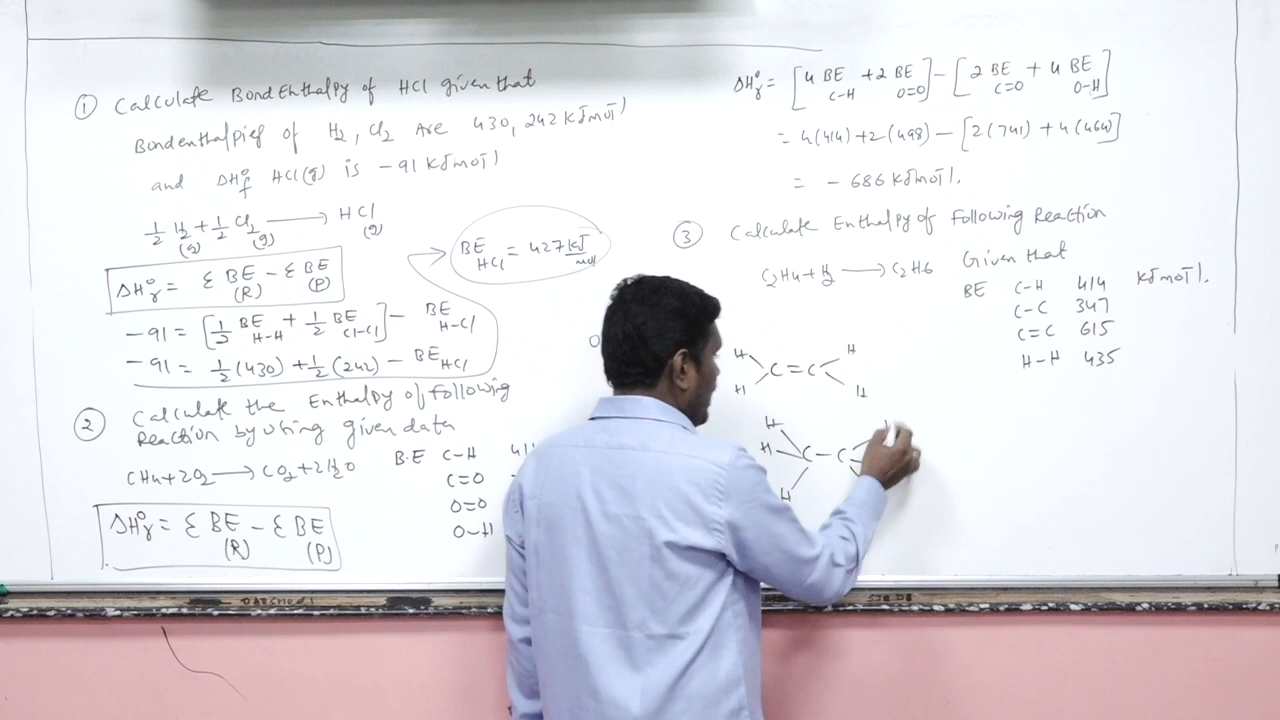 ① Calculate Bond Enthalpy of HCl given that
Bondenthalpies of H₂, Cl₂ Are 430, 242 KJmol⁻¹
and ΔH°f HCl(g) is -91 KJmol⁻¹
½ H₂(g) + ½ Cl₂(g) ⟶ HCl(g)
ΔH°r = Σ BE(R) - Σ BE(P)
-91 = [½ BE H-H + ½ BE Cl-Cl] - BE H-Cl
-91 = ½(430) + ½(242) - BE HCl
BE HCl = 427 kJ/mol
② Calculate the Enthalpy of Following
Reaction by using given data
CH₄ + 2O₂ ⟶ CO₂ + 2H₂O
B.E C-H
C=O
O=O
O-H
ΔH°r = Σ BE(R) - Σ BE(P)
ΔH°r = [4 BE C-H + 2 BE O=O] - [2 BE C=O + 4 BE O-H]
= 4(414) + 2(498) - [2(741) + 4(464)]
= - 686 KJmol⁻¹.
③ Calculate Enthalpy of Following Reaction
C₂H₄ + H₂ ⟶ C₂H₆ Given that
BE C-H 414 KJmol⁻¹.
C-C 347
C=C 615
H-H 435
H H
C=C
H H
H
H C-C
H